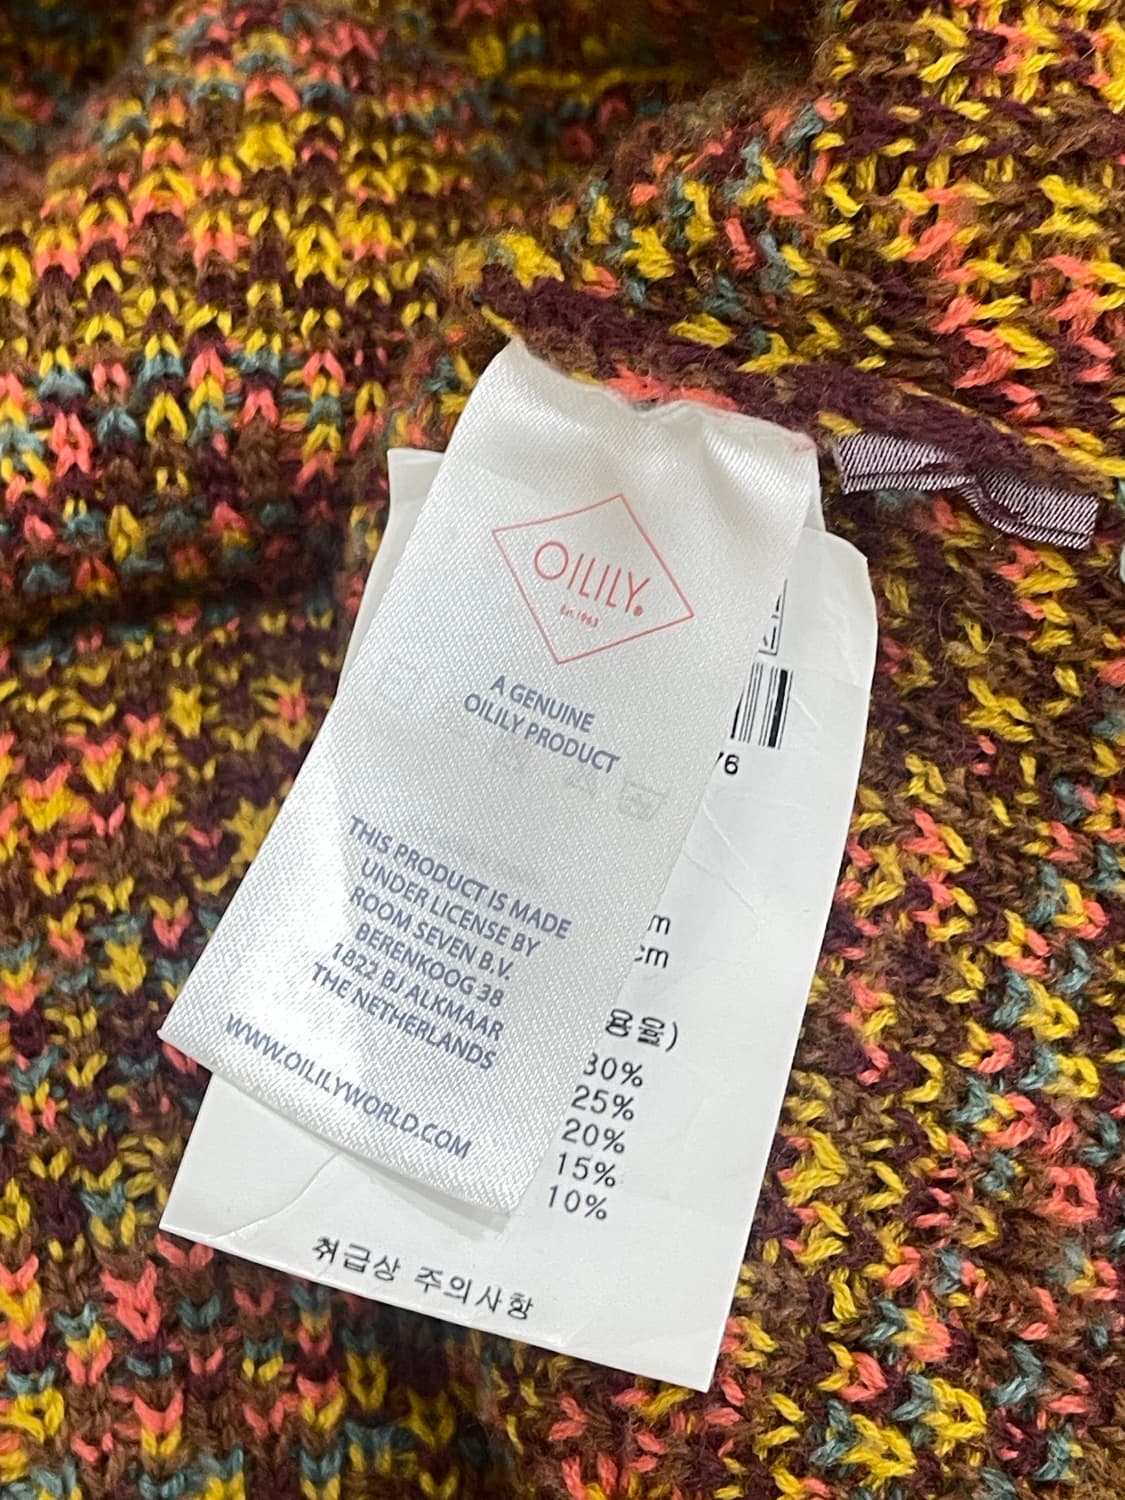 OILILY®
Est. 1963
A GENUINE
OILILY PRODUCT
THIS PRODUCT IS MADE
UNDER LICENSE BY
ROOM SEVEN B.V.
BERENKOOG 38
1822 BJ ALKMAAR
THE NETHERLANDS
WWW.OILILYWORLD.COM
76
m
cm
용율)
30%
25%
20%
15%
10%
취급상 주의사항